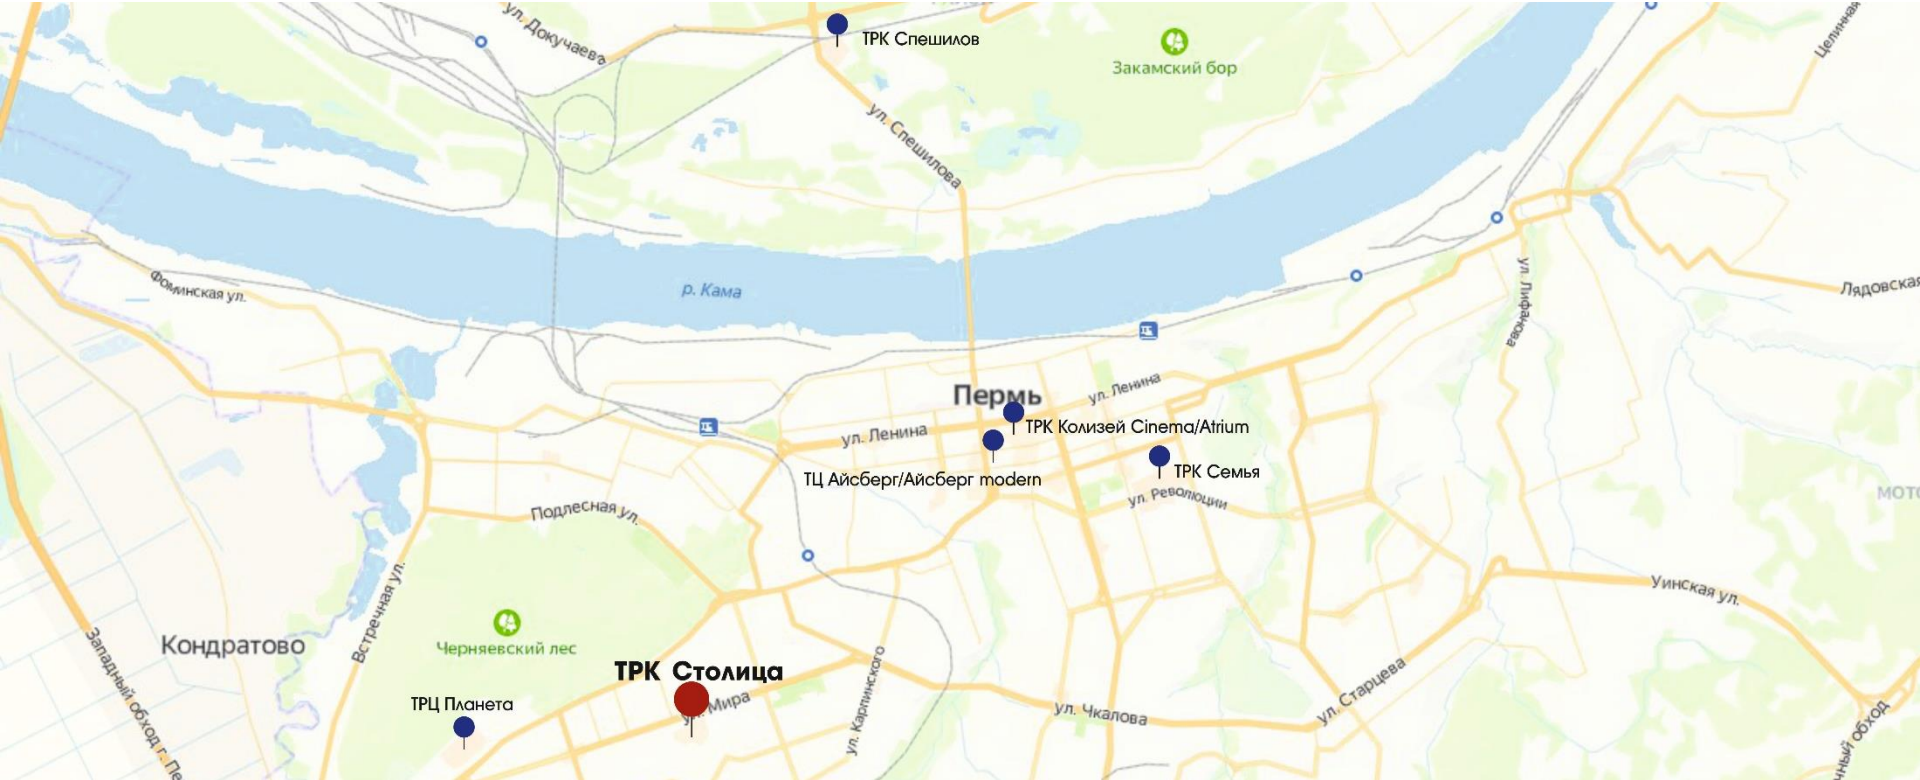 ул. Докучаева
ТРК Спешилов
Закамский бор
Целинная
ул. Спешилова
р. Кама
Фоминская ул.
ул. Лифанова
Лядовская
Пермь
ул. Ленина
ТРК Колизей Cinema/Atrium
ул. Ленина
ТРК Семья
ТЦ Айсберг/Айсберг modern
ул. Революции
МОТО
Подлесная ул.
Встречная ул.
Уинская ул.
Черняевский лес
Кондратово
Западный обход г. Пе
ТРК Столица
ул. Мира
ТРЦ Планета
ул. Карпинского
ул. Чкалова
ул. Старцева
чный обход